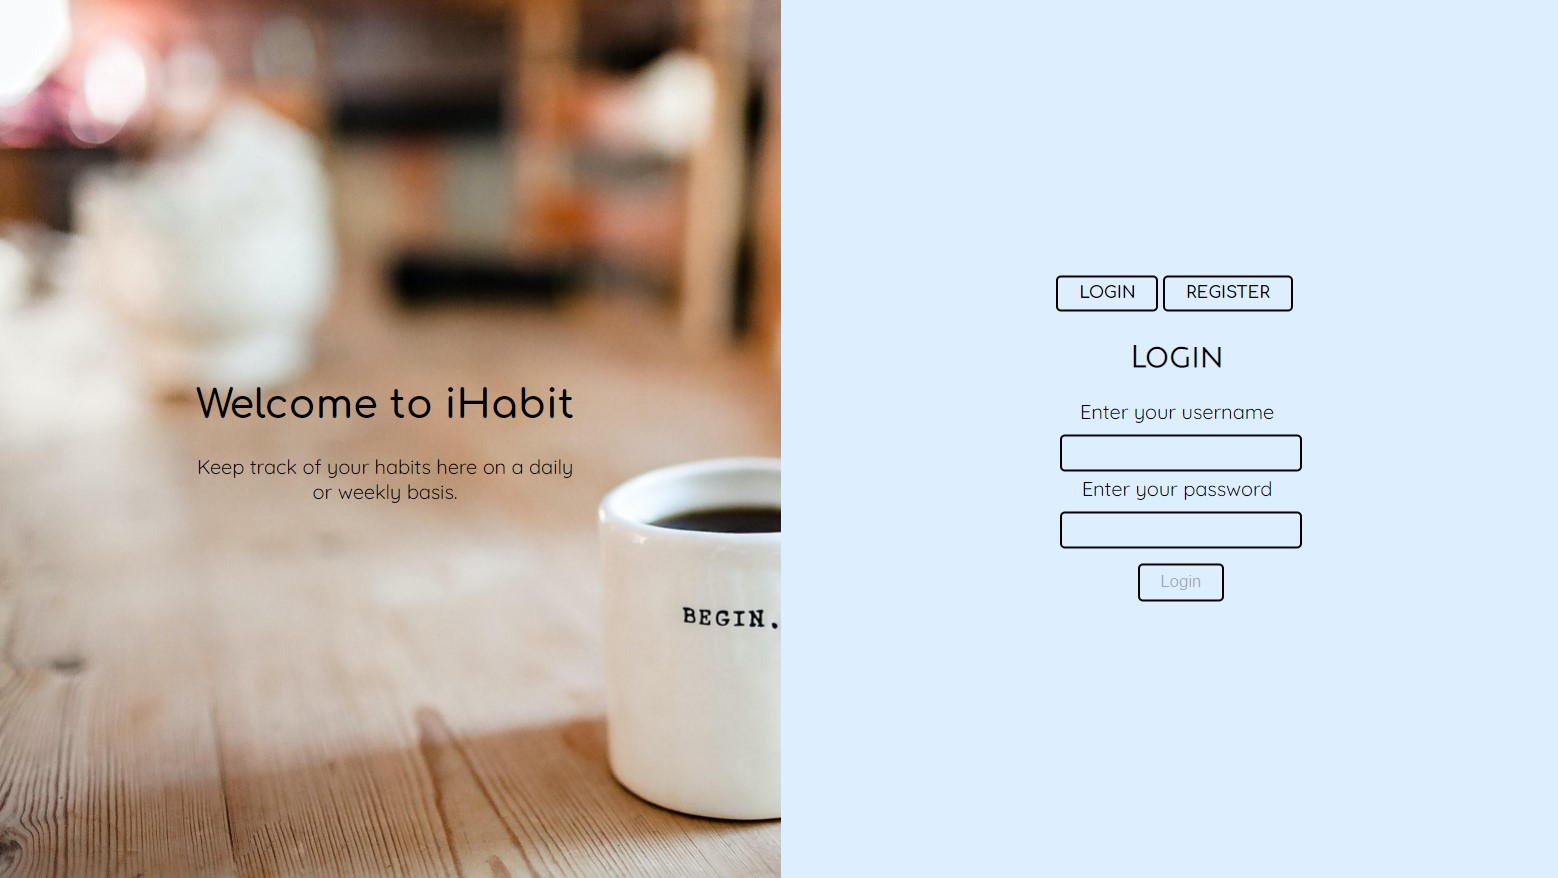 Welcome to iHabit
Keep track of your habits here on a daily
or weekly basis.
BEGIN.
LOGIN
REGISTER
LOGIN
Enter your username
Enter your password
Login